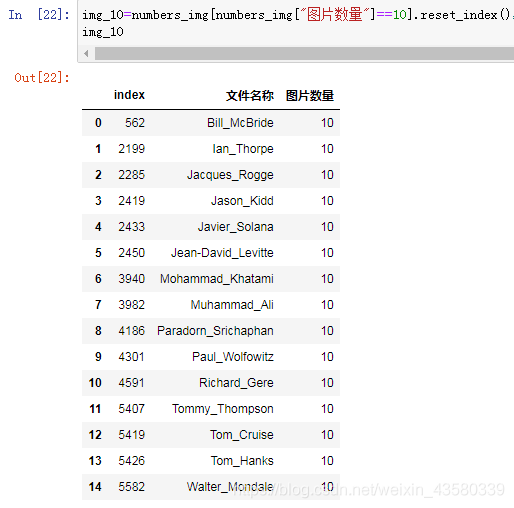 In [22]: img_10=numbers_img[numbers_img["图片数量"]==10].reset_index()
img_10
Out[22]:
index 文件名称 图片数量
0 562 Bill_McBride 10
1 2199 Ian_Thorpe 10
2 2285 Jacques_Rogge 10
3 2419 Jason_Kidd 10
4 2433 Javier_Solana 10
5 2450 Jean-David_Levitte 10
6 3940 Mohammad_Khatami 10
7 3982 Muhammad_Ali 10
8 4186 Paradorn_Srichaphan 10
9 4301 Paul_Wolfowitz 10
10 4591 Richard_Gere 10
11 5407 Tommy_Thompson 10
12 5419 Tom_Cruise 10
13 5426 Tom_Hanks 10
14 5582 Walter_Mondale 10
https://blog.csdn.net/weixin_43580339